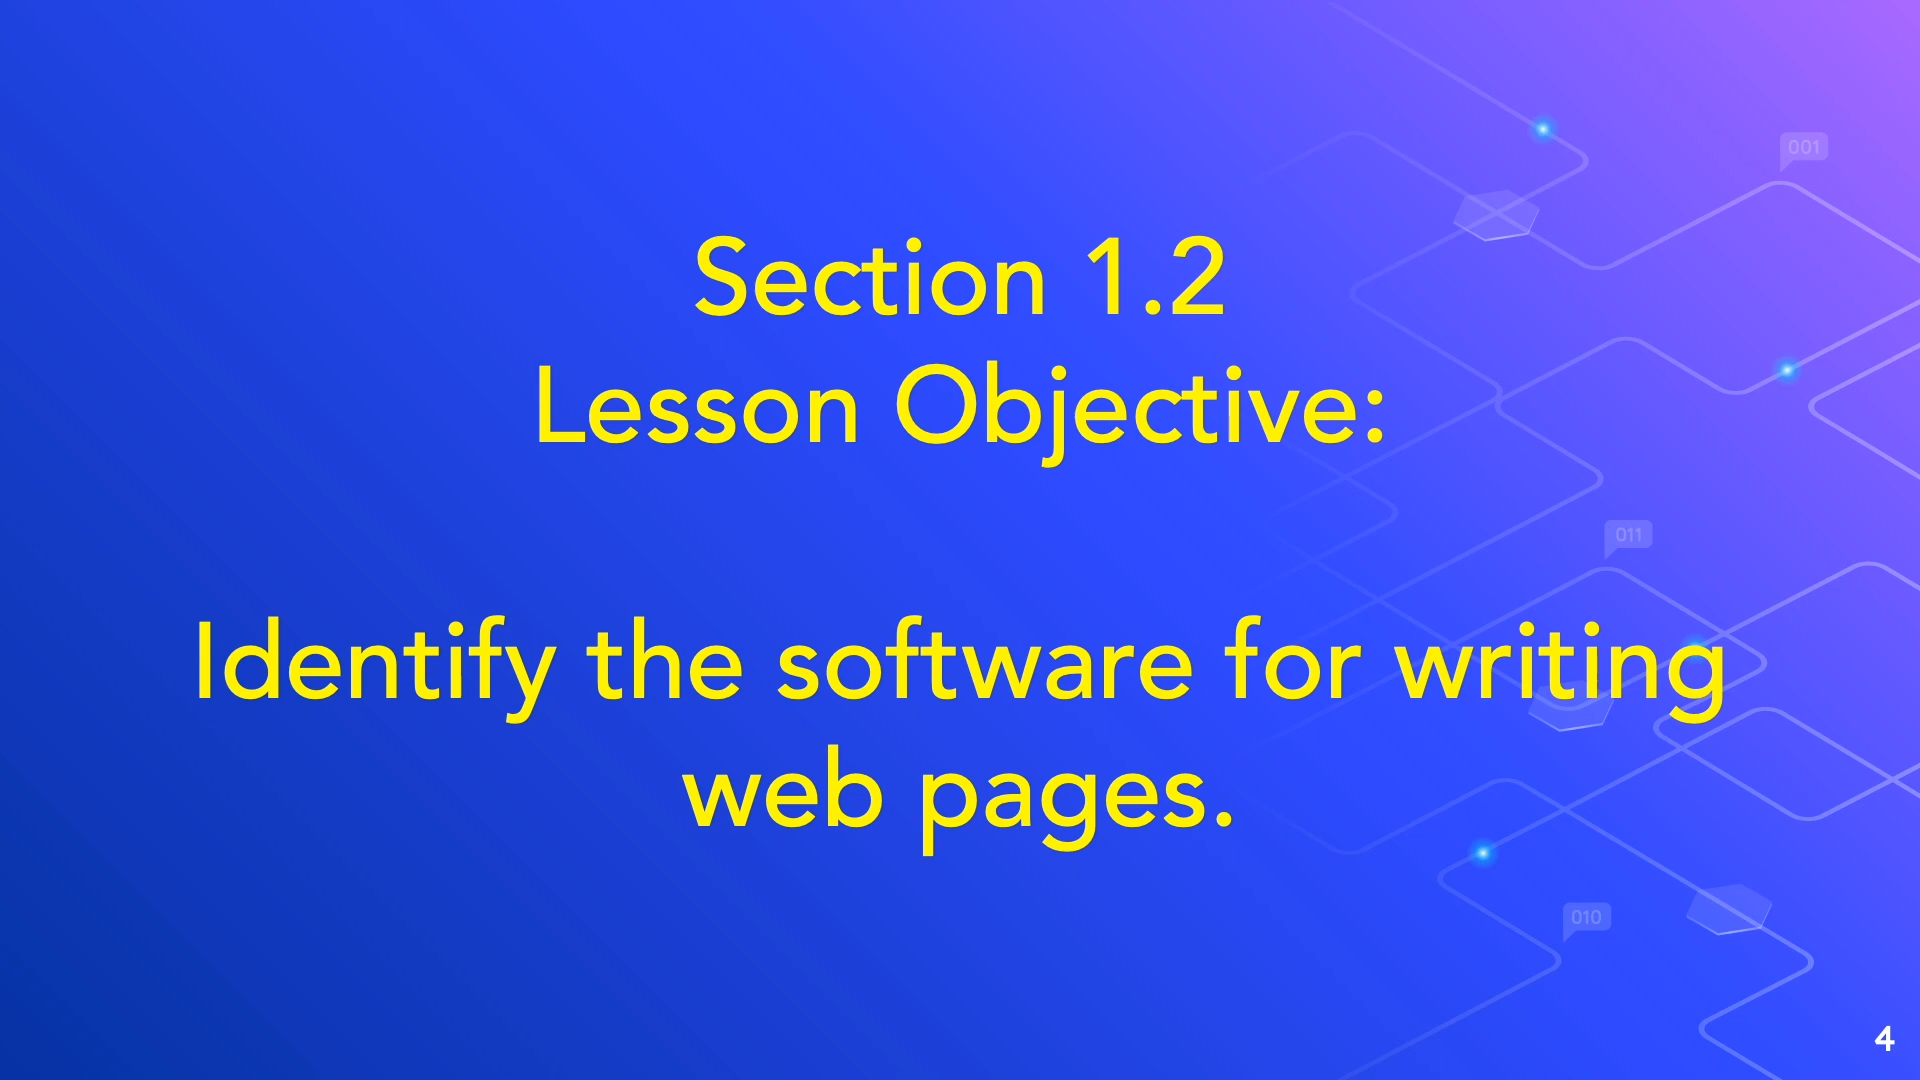 001
Section 1.2
Lesson Objective:
011
Identify the software for writing
web pages.
010
4